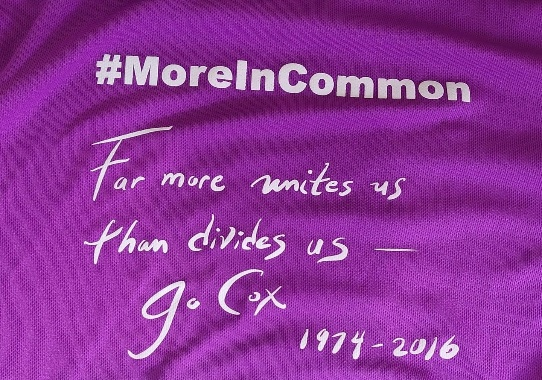 #MoreInCommon
Far more unites us
than divides us —
Jo Cox
1974-2016